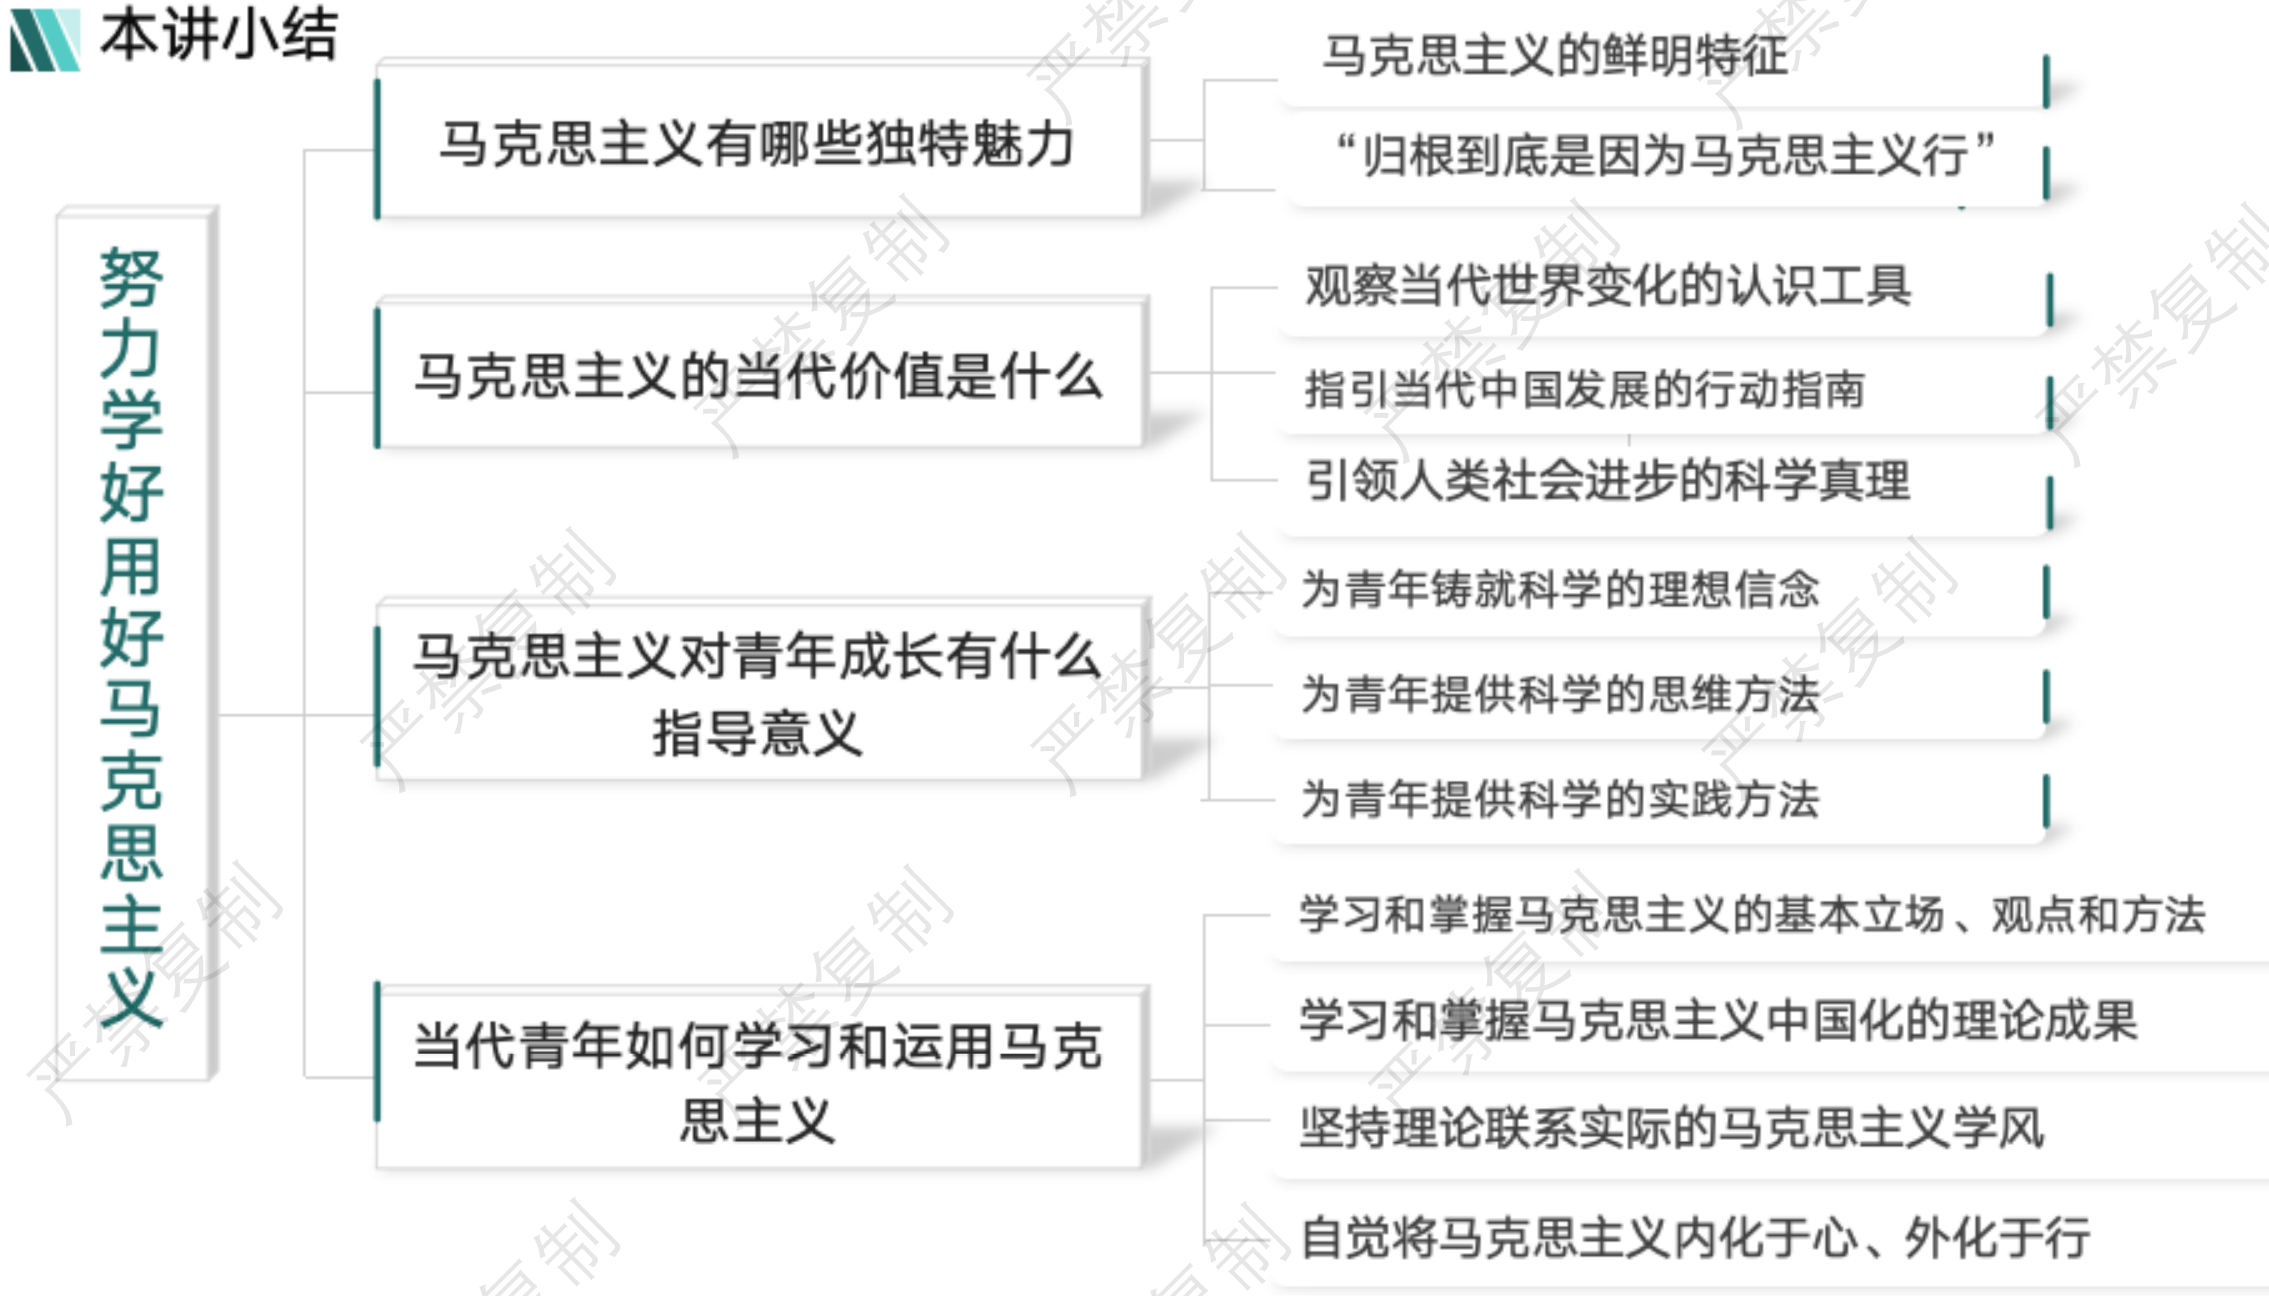 本讲小结
努力学好用好马克思主义
马克思主义有哪些独特魅力
马克思主义的鲜明特征
“归根到底是因为马克思主义行”
马克思主义的当代价值是什么
观察当代世界变化的认识工具
指引当代中国发展的行动指南
引领人类社会进步的科学真理
马克思主义对青年成长有什么
指导意义
为青年铸就科学的理想信念
为青年提供科学的思维方法
为青年提供科学的实践方法
当代青年如何学习和运用马克
思主义
学习和掌握马克思主义的基本立场、观点和方法
学习和掌握马克思主义中国化的理论成果
坚持理论联系实际的马克思主义学风
自觉将马克思主义内化于心、外化于行
严禁
严禁
严禁复制
严禁复制
严禁复制
严禁复制
严禁复制
严禁复制
严禁复制
严禁复制
严禁复制
复制
复制